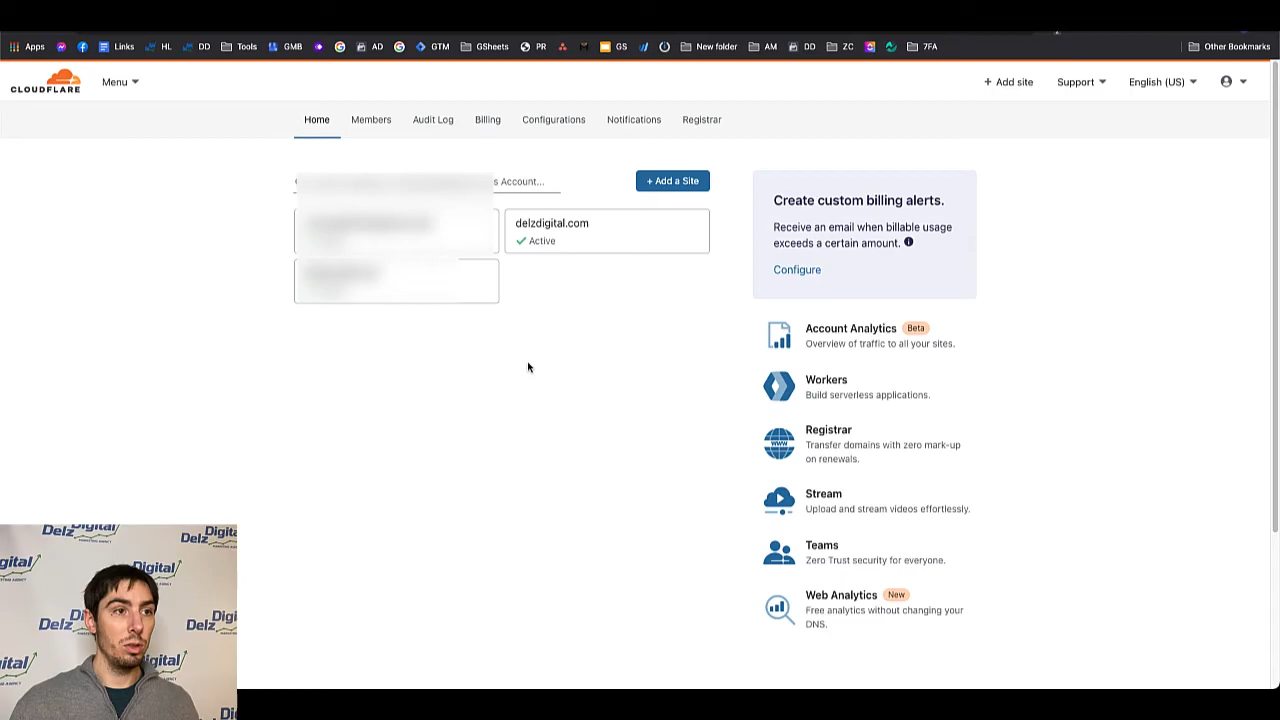 Apps
Links
HL
DD
Tools
GMB
AD
GTM
GSheets
PR
GS
New folder
AM
DD
ZC
7FA
Other Bookmarks
CLOUDFLARE
Menu
+ Add site
Support
English (US)
Home
Members
Audit Log
Billing
Configurations
Notifications
Registrar
s Account...
+ Add a Site
delzdigital.com
Active
Create custom billing alerts.
Receive an email when billable usage
exceeds a certain amount.
Configure
Account Analytics Beta
Overview of traffic to all your sites.
Workers
Build serverless applications.
Registrar
Transfer domains with zero mark-up
on renewals.
Stream
Upload and stream videos effortlessly.
Teams
Zero Trust security for everyone.
Web Analytics New
Free analytics without changing your
DNS.
WWW
Delz Digital
MARKETING AGENCY
Digital
Delz